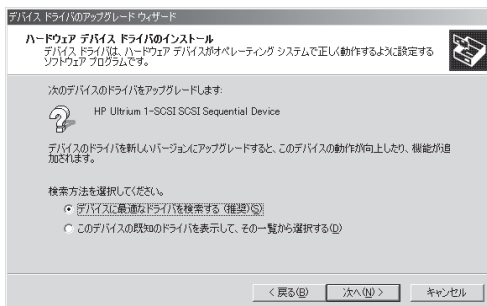 デバイス ドライバのアップグレード ウィザード
ハードウェア デバイス ドライバのインストール
デバイス ドライバは、ハードウェア デバイスがオペレーティング システムで正しく動作するように設定する
ソフトウェア プログラムです。
次のデバイスのドライバをアップグレードします:
HP Ultrium 1-SCSI SCSI Sequential Device
デバイスのドライバを新しいバージョンにアップグレードすると、このデバイスの動作が向上したり、機能が追
加されます。
検索方法を選択してください。
デバイスに最適なドライバを検索する (推奨)(S)
このデバイスの既知のドライバを表示して、その一覧から選択する(D)
< 戻る(B) 次へ(N) > キャンセル